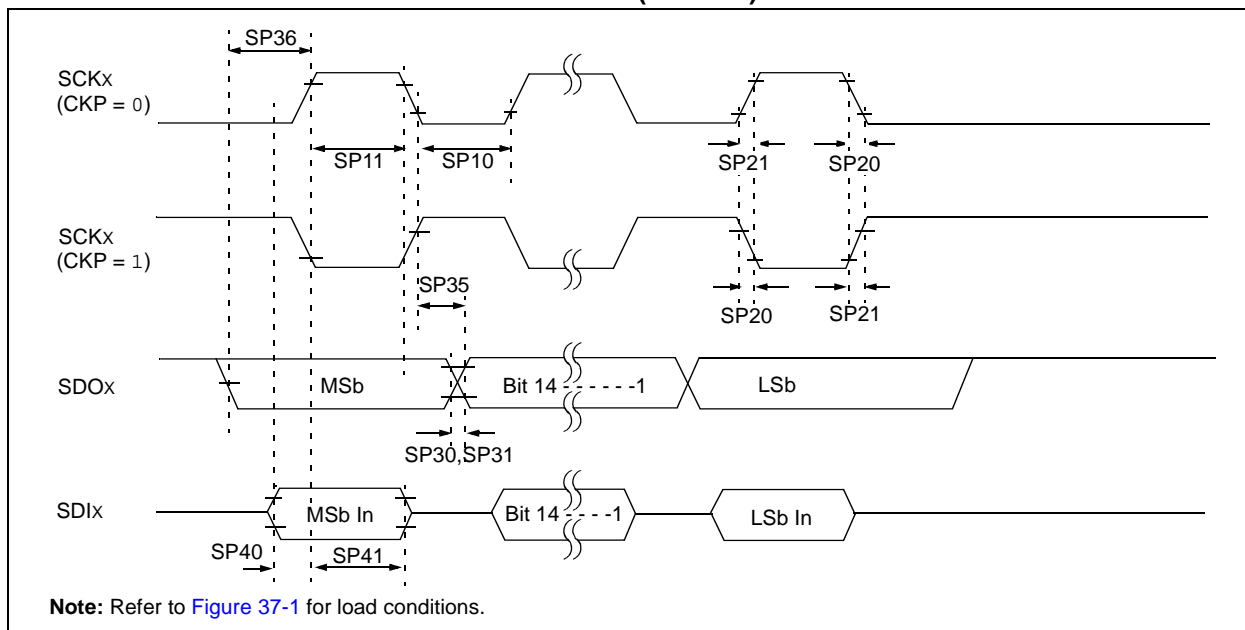 SP36
SCKX
(CKP = 0)
SP11
SP10
SP21
SP20
SCKX
(CKP = 1)
SP35
SP20
SP21
SDOX
MSb
Bit 14 - - - - - -1
LSb
SP30,SP31
SDIX
MSb In
Bit 14 - - - -1
LSb In
SP40
SP41
Note: Refer to Figure 37-1 for load conditions.